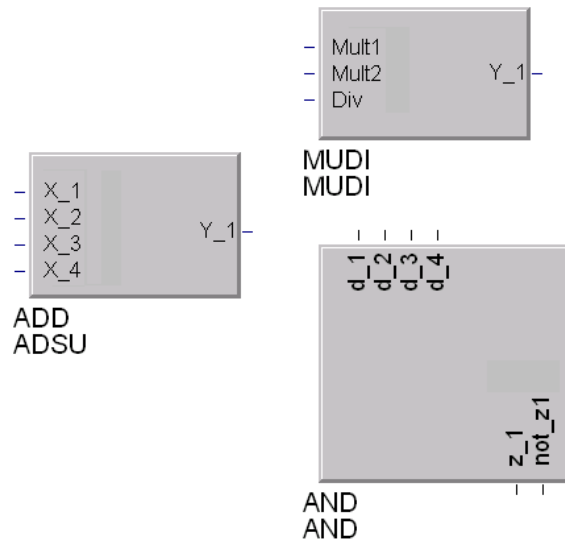 Mult1
Mult2
Div
Y_1
MUDI
MUDI
X_1
X_2
X_3
X_4
Y_1
ADD
ADSU
d_1
d_2
d_3
d_4
z_1
not_z1
AND
AND